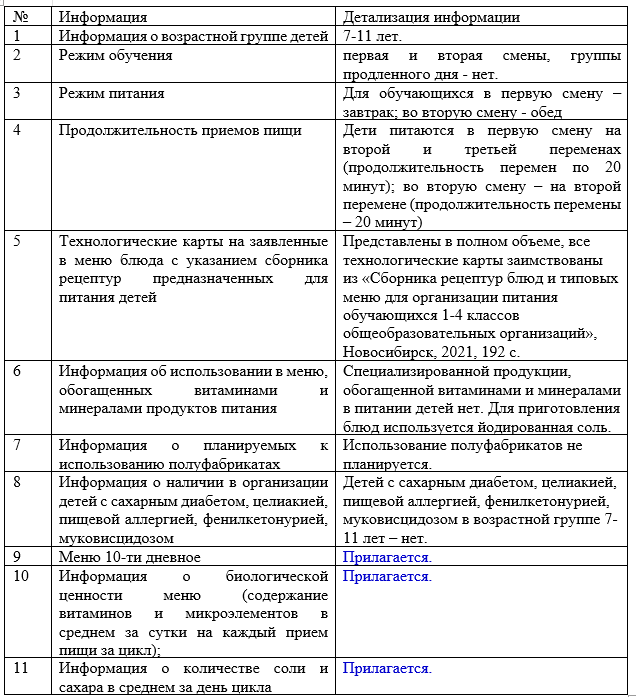 № Информация Детализация информации
1 Информация о возрастной группе детей 7-11 лет.
2 Режим обучения первая и вторая смены, группы
продленного дня - нет.
3 Режим питания Для обучающихся в первую смену –
завтрак; во вторую смену - обед
4 Продолжительность приемов пищи Дети питаются в первую смену на
второй и третьей переменах
(продолжительность перемен по 20
минут); во вторую смену – на второй
перемене (продолжительность перемены
– 20 минут)
5 Технологические карты на заявленные
в меню блюда с указанием сборника
рецептур предназначенных для
питания детей
Представлены в полном объеме, все
технологические карты заимствованы
из «Сборника рецептур блюд и типовых
меню для организации питания
обучающихся 1-4 классов
общеобразовательных организаций»,
Новосибирск, 2021, 192 с.
6 Информация об использовании в меню,
обогащенных витаминами и
минералами продуктов питания
Специализированной продукции,
обогащенной витаминами и минералами
в питании детей нет. Для приготовления
блюд используется йодированная соль.
7 Информация о планируемых к
использованию полуфабрикатах
Использование полуфабрикатов не
планируется.
8 Информация о наличии в организации
детей с сахарным диабетом, целиакией,
пищевой аллергией, фенилкетонурией,
муковисцидозом
Детей с сахарным диабетом, целиакией,
пищевой аллергией, фенилкетонурией,
муковисцидозом в возрастной группе 7-
11 лет – нет.
9 Меню 10-ти дневное Прилагается.
10 Информация о биологической
ценности меню (содержание
витаминов и микроэлементов в
среднем за сутки на каждый прием
пищи за цикл);
Прилагается.
11 Информация о количестве соли и
сахара в среднем за день цикла
Прилагается.